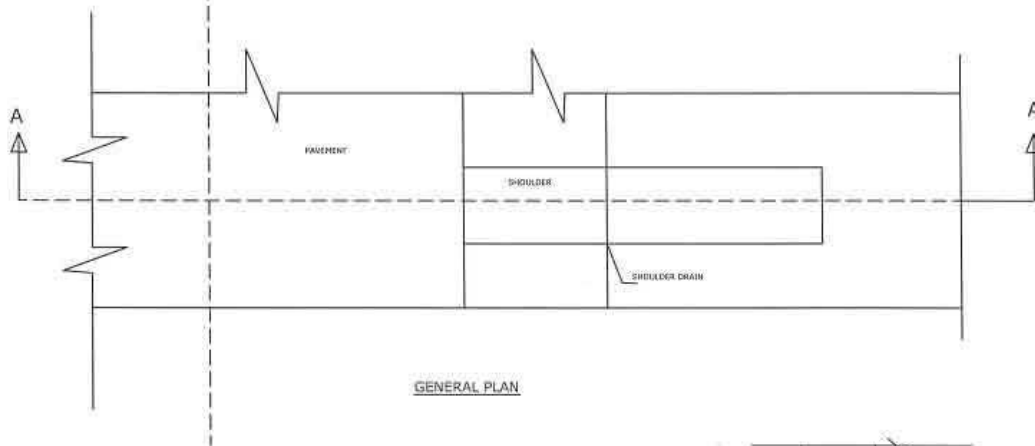 A
A
PAVEMENT
SHOULDER
SHOULDER DRAIN
GENERAL PLAN